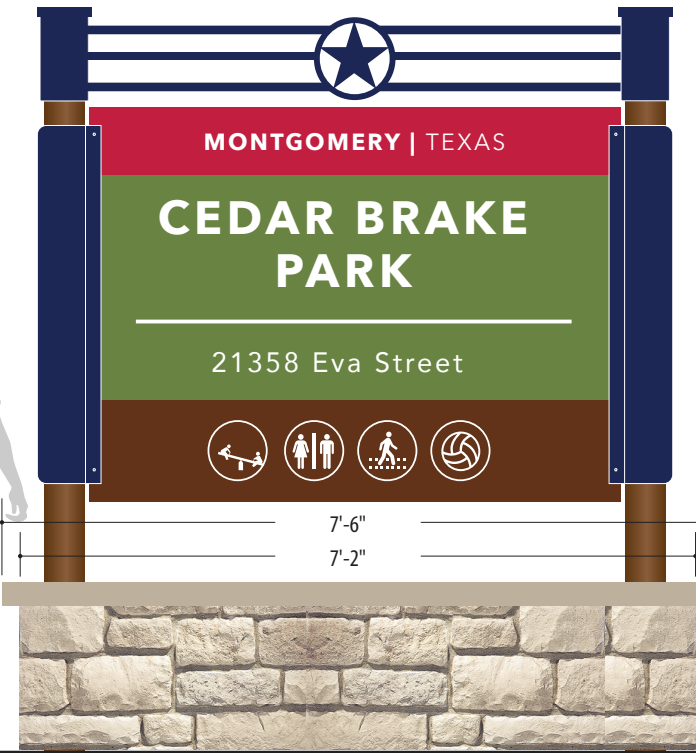 MONTGOMERY | TEXAS
CEDAR BRAKE
PARK
21358 Eva Street
7'-6"
7'-2"